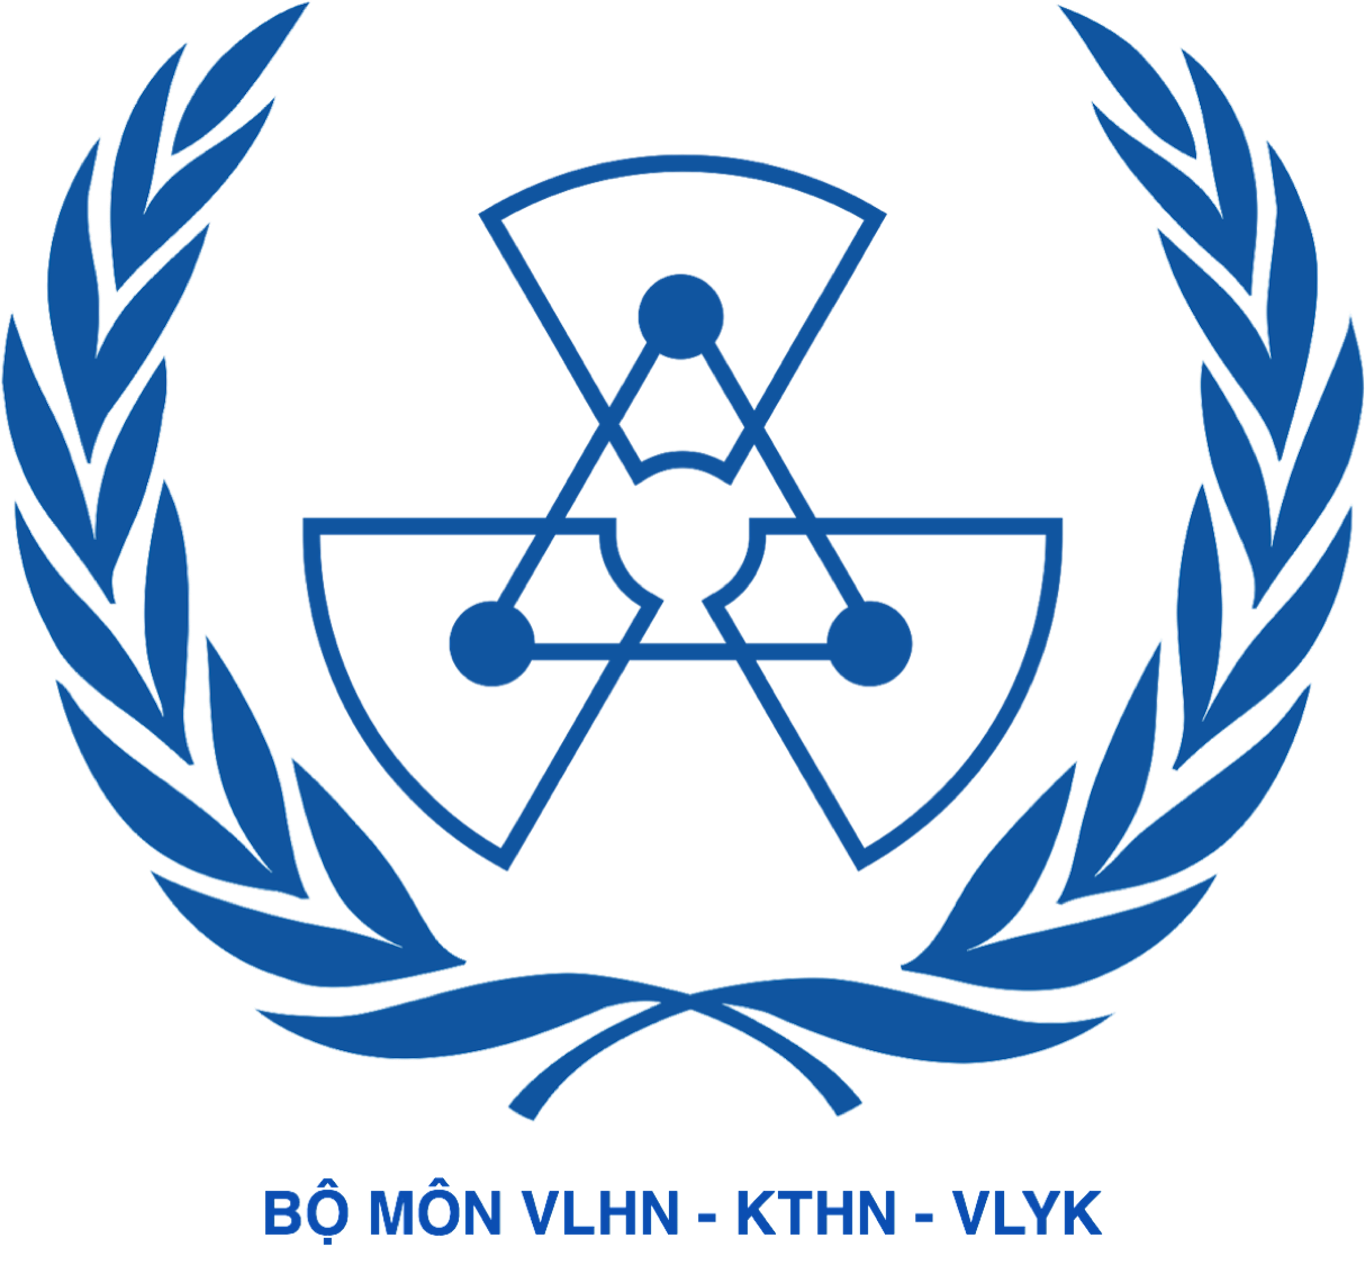 BỘ MÔN VLHN - KTHN - VLYK